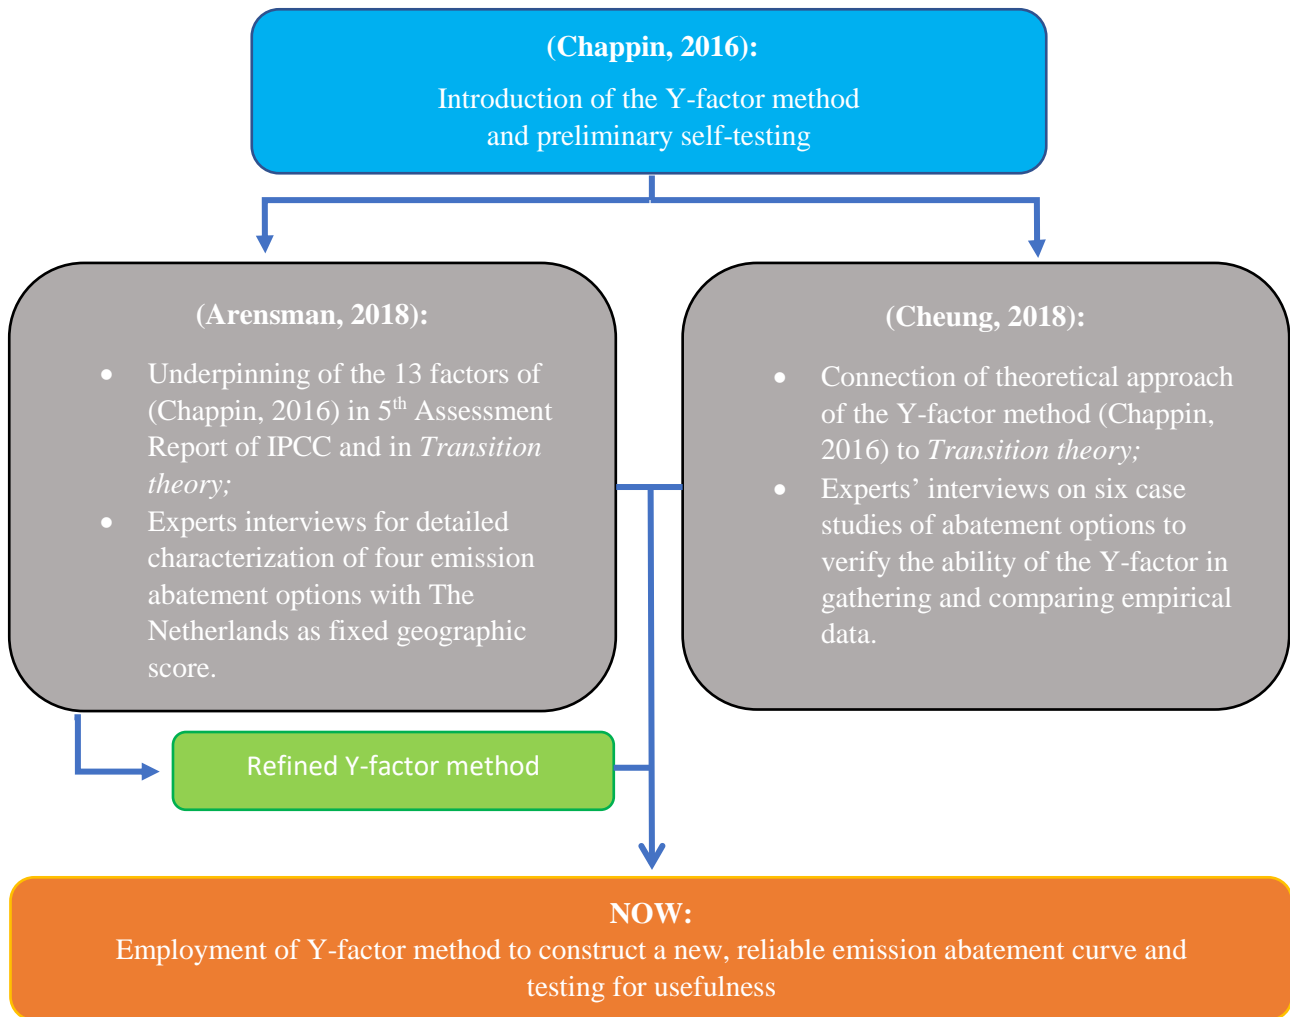 (Chappin, 2016):
Introduction of the Y-factor method
and preliminary self-testing
(Arensman, 2018):
• Underpinning of the 13 factors of
(Chappin, 2016) in 5th Assessment
Report of IPCC and in Transition
theory;
• Experts interviews for detailed
characterization of four emission
abatement options with The
Netherlands as fixed geographic
score.
(Cheung, 2018):
• Connection of theoretical approach
of the Y-factor method (Chappin,
2016) to Transition theory;
• Experts’ interviews on six case
studies of abatement options to
verify the ability of the Y-factor in
gathering and comparing empirical
data.
Refined Y-factor method
NOW:
Employment of Y-factor method to construct a new, reliable emission abatement curve and
testing for usefulness